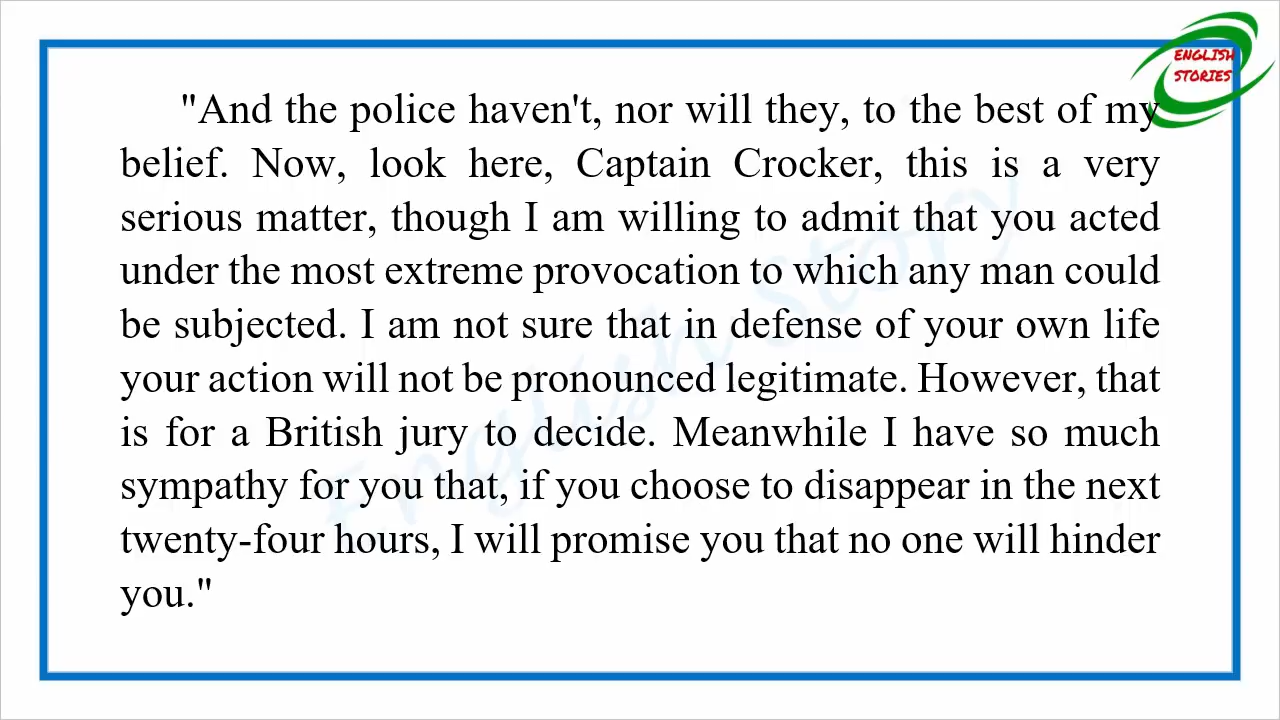 ENGLISH
STORIES
"And the police haven't, nor will they, to the best of my
belief. Now, look here, Captain Crocker, this is a very
serious matter, though I am willing to admit that you acted
under the most extreme provocation to which any man could
be subjected. I am not sure that in defense of your own life
your action will not be pronounced legitimate. However, that
is for a British jury to decide. Meanwhile I have so much
sympathy for you that, if you choose to disappear in the next
twenty-four hours, I will promise you that no one will hinder
you."
English Story